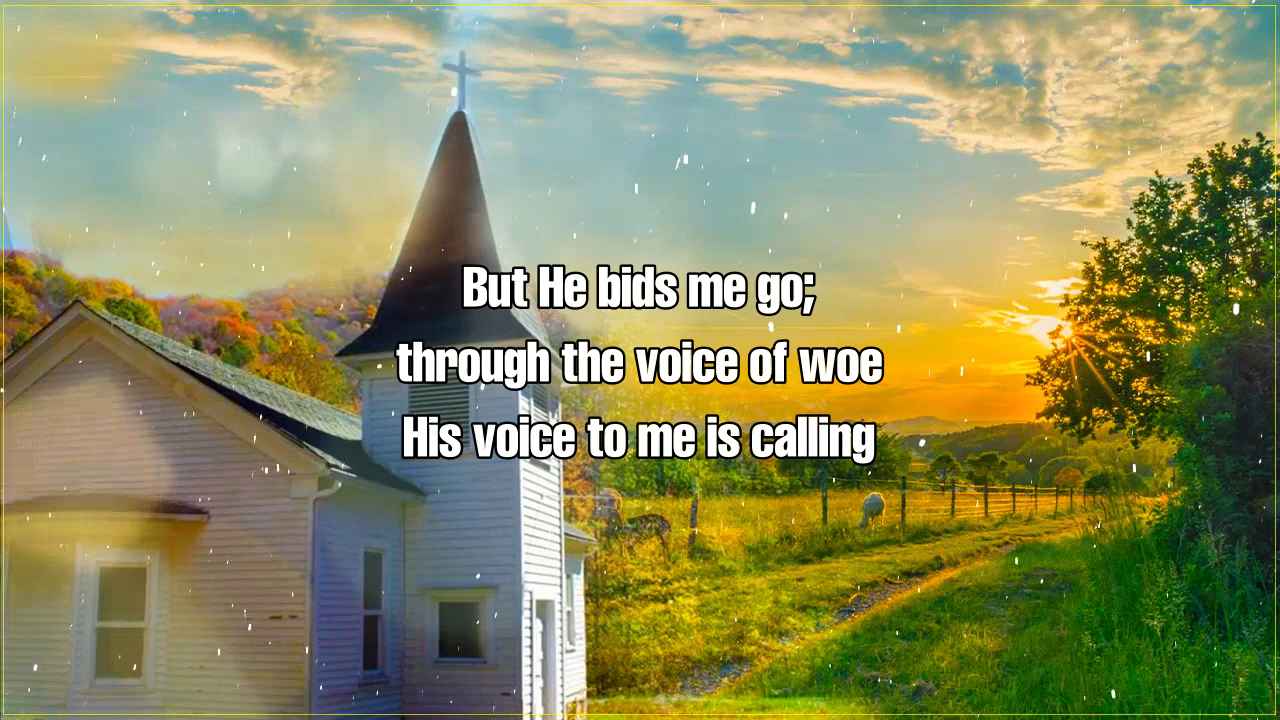 But He bids me go;
through the voice of woe
His voice to me is calling